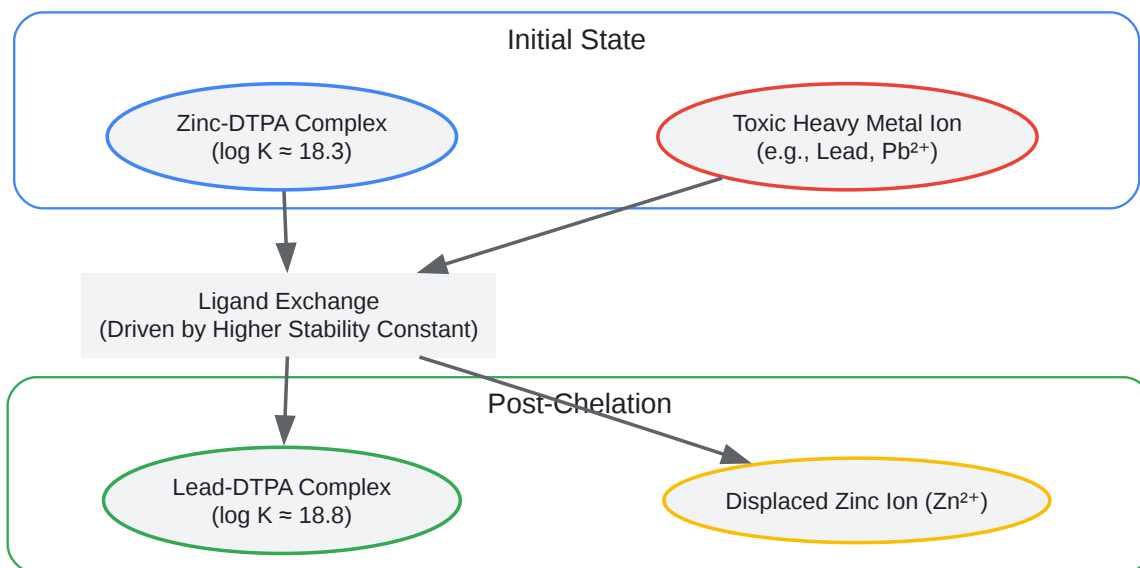 Initial State
Zinc-DTPA Complex
(log K ≈ 18.3)
Toxic Heavy Metal Ion
(e.g., Lead, Pb²⁺)
Ligand Exchange
(Driven by Higher Stability Constant)
Post-Chelation
Lead-DTPA Complex
(log K ≈ 18.8)
Displaced Zinc Ion (Zn²⁺)